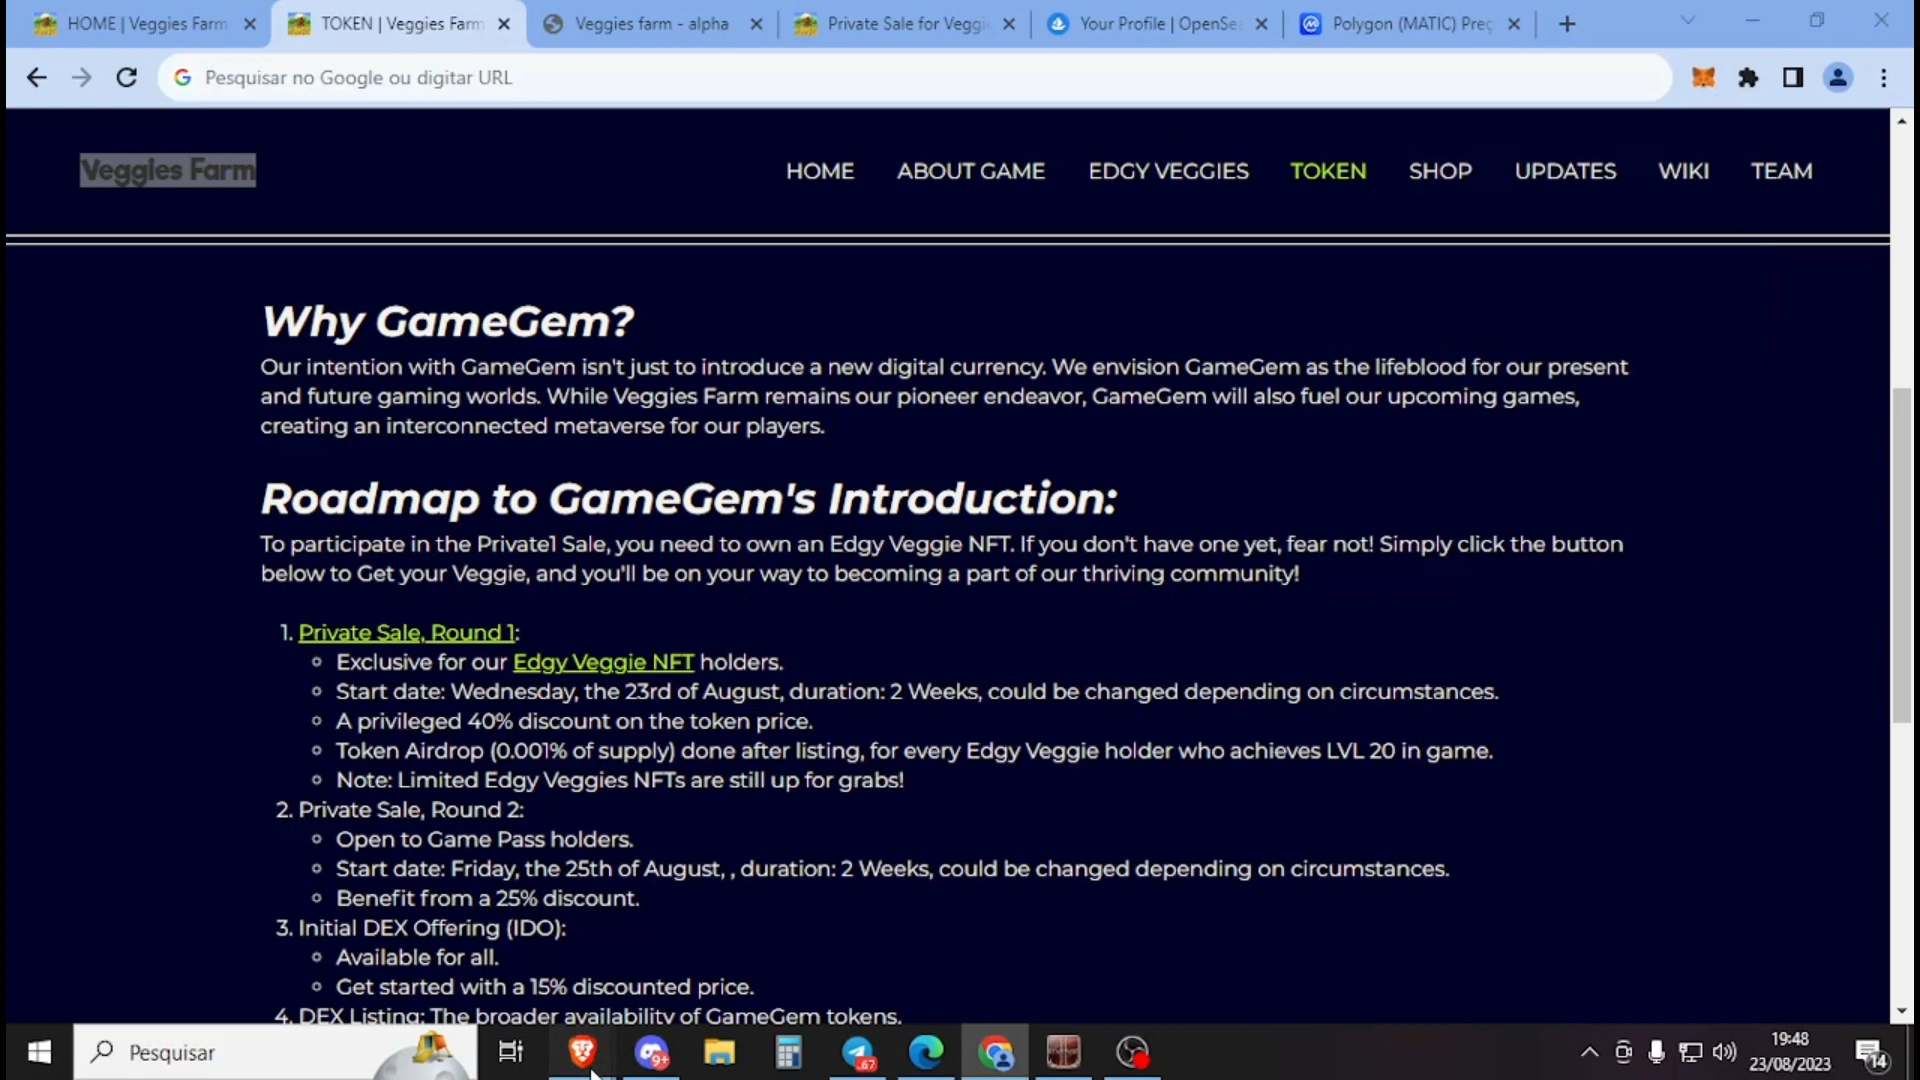 HOME | Veggies Farm
TOKEN | Veggies Farm
Veggies farm - alpha
Private Sale for Veggi
Your Profile | OpenSea
Polygon (MATIC) Preç
Pesquisar no Google ou digitar URL
Veggies Farm
HOME
ABOUT GAME
EDGY VEGGIES
TOKEN
SHOP
UPDATES
WIKI
TEAM
Why GameGem?
Our intention with GameGem isn't just to introduce a new digital currency. We envision GameGem as the lifeblood for our present
and future gaming worlds. While Veggies Farm remains our pioneer endeavor, GameGem will also fuel our upcoming games,
creating an interconnected metaverse for our players.
Roadmap to GameGem's Introduction:
To participate in the Private1 Sale, you need to own an Edgy Veggie NFT. If you don't have one yet, fear not! Simply click the button
below to Get your Veggie, and you'll be on your way to becoming a part of our thriving community!
1. Private Sale, Round 1:
Exclusive for our Edgy Veggie NFT holders.
Start date: Wednesday, the 23rd of August, duration: 2 Weeks, could be changed depending on circumstances.
A privileged 40% discount on the token price.
Token Airdrop (0.001% of supply) done after listing, for every Edgy Veggie holder who achieves LVL 20 in game.
Note: Limited Edgy Veggies NFTs are still up for grabs!
2. Private Sale, Round 2:
Open to Game Pass holders.
Start date: Friday, the 25th of August, , duration: 2 Weeks, could be changed depending on circumstances.
Benefit from a 25% discount.
3. Initial DEX Offering (IDO):
Available for all.
Get started with a 15% discounted price.
4. DEX Listing: The broader availability of GameGem tokens.
Pesquisar
9+
67
19:48
23/08/2023
14